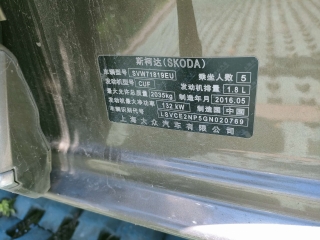 斯柯达(SKODA)
车辆型号 SVW71819EU 乘坐人数 5
发动机型号 CUF 发动机排量 1.8 L
最大允许总质量 2035kg 制造年月 2016.05
发动机最大净功率 132 kW 制造国 中国
车辆识别代号 LSVCE2NP5GN020769
上海大众汽车有限公司